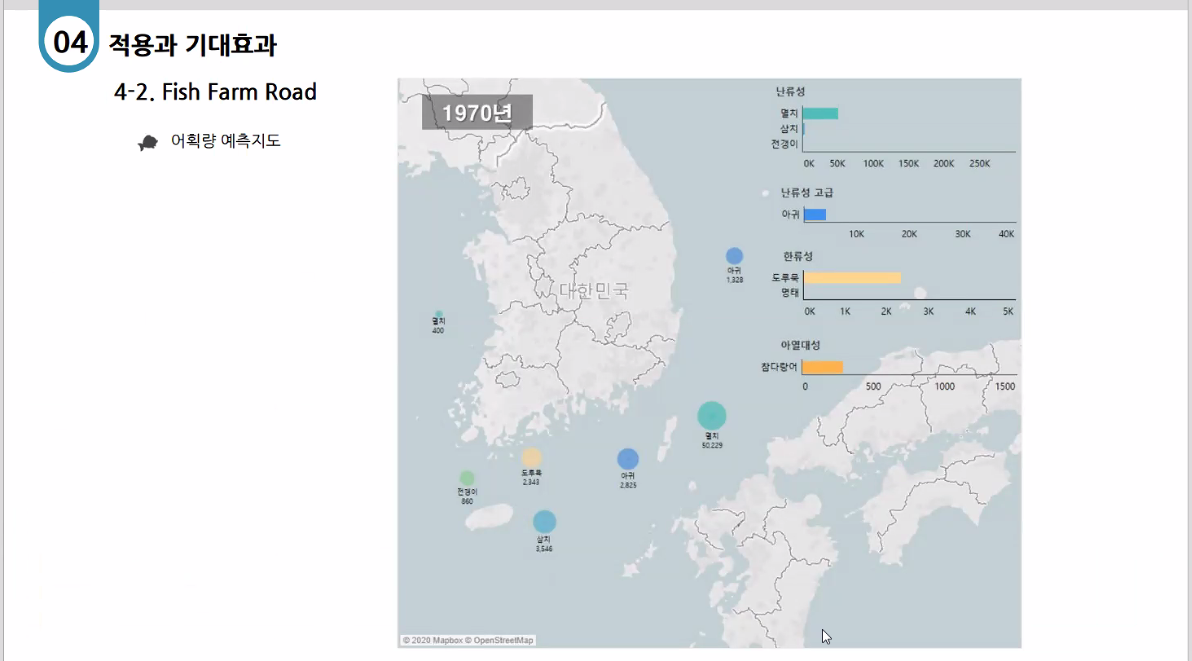 04 적용과 기대효과
4-2. Fish Farm Road
어획량 예측지도
1970년
난류성
멸치
삼치
전갱이
0K 50K 100K 150K 200K 250K
난류성 고급
아귀
10K 20K 30K 40K
한류성
도루묵
명태
0K 1K 2K 3K 4K 5K
아열대성
참다랑어
0 500 1000 1500
대한민국
아귀
1,328
멸치
400
멸치
50,229
도루묵
2,343
아귀
2,825
전갱이
860
삼치
3,546
© 2020 Mapbox © OpenStreetMap